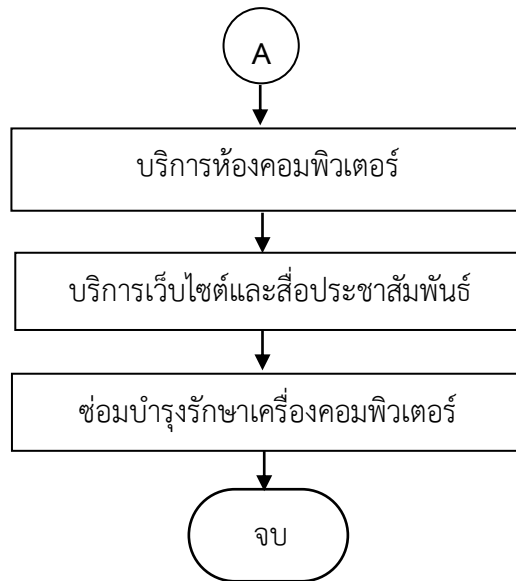 A
บริการห้องคอมพิวเตอร์
บริการเว็บไซต์และสื่อประชาสัมพันธ์
ซ่อมบำรุงรักษาเครื่องคอมพิวเตอร์
จบ